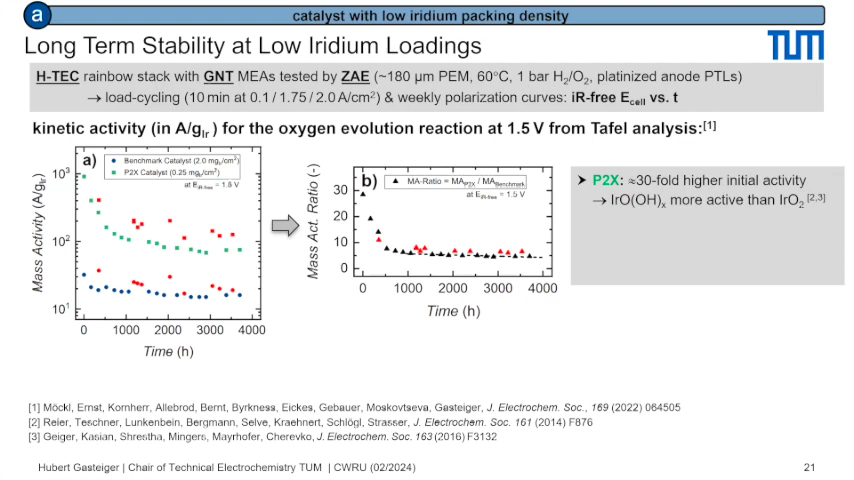 a
catalyst with low iridium packing density
Long Term Stability at Low Iridium Loadings
TUM
H-TEC rainbow stack with GNT MEAs tested by ZAE (~180 µm PEM, 60°C, 1 bar H2/O2, platinized anode PTLs)
→ load-cycling (10 min at 0.1 / 1.75 / 2.0 A/cm²) & weekly polarization curves: iR-free Ecell vs. t
kinetic activity (in A/gIr ) for the oxygen evolution reaction at 1.5 V from Tafel analysis:[1]
a)
Benchmark Catalyst (2.0 mgIr/cm²)
P2X Catalyst (0.25 mgIr/cm²)
at EiR-free = 1.5 V
Mass Activity (A/gIr)
10³
10²
10¹
0 1000 2000 3000 4000
Time (h)
b)
MA-Ratio = MAP2X / MABenchmark
at EiR-free = 1.5 V
Mass Act. Ratio (-)
30
20
10
0
0 1000 2000 3000 4000
Time (h)
➤ P2X: ≈30-fold higher initial activity
→ IrO(OH)x more active than IrO2 [2,3]
[1] Möckl, Ernst, Kornherr, Allebrod, Bernt, Byrkness, Eickes, Gebauer, Moskovtseva, Gasteiger, J. Electrochem. Soc., 169 (2022) 064505
[2] Reier, Teschner, Lunkenbein, Bergmann, Selve, Kraehnert, Schlögl, Strasser, J. Electrochem. Soc. 161 (2014) F876
[3] Geiger, Kasian, Shrestha, Mingers, Mayrhofer, Cherevko, J. Electrochem. Soc. 163 (2016) F3132
Hubert Gasteiger | Chair of Technical Electrochemistry TUM | CWRU (02/2024)
21